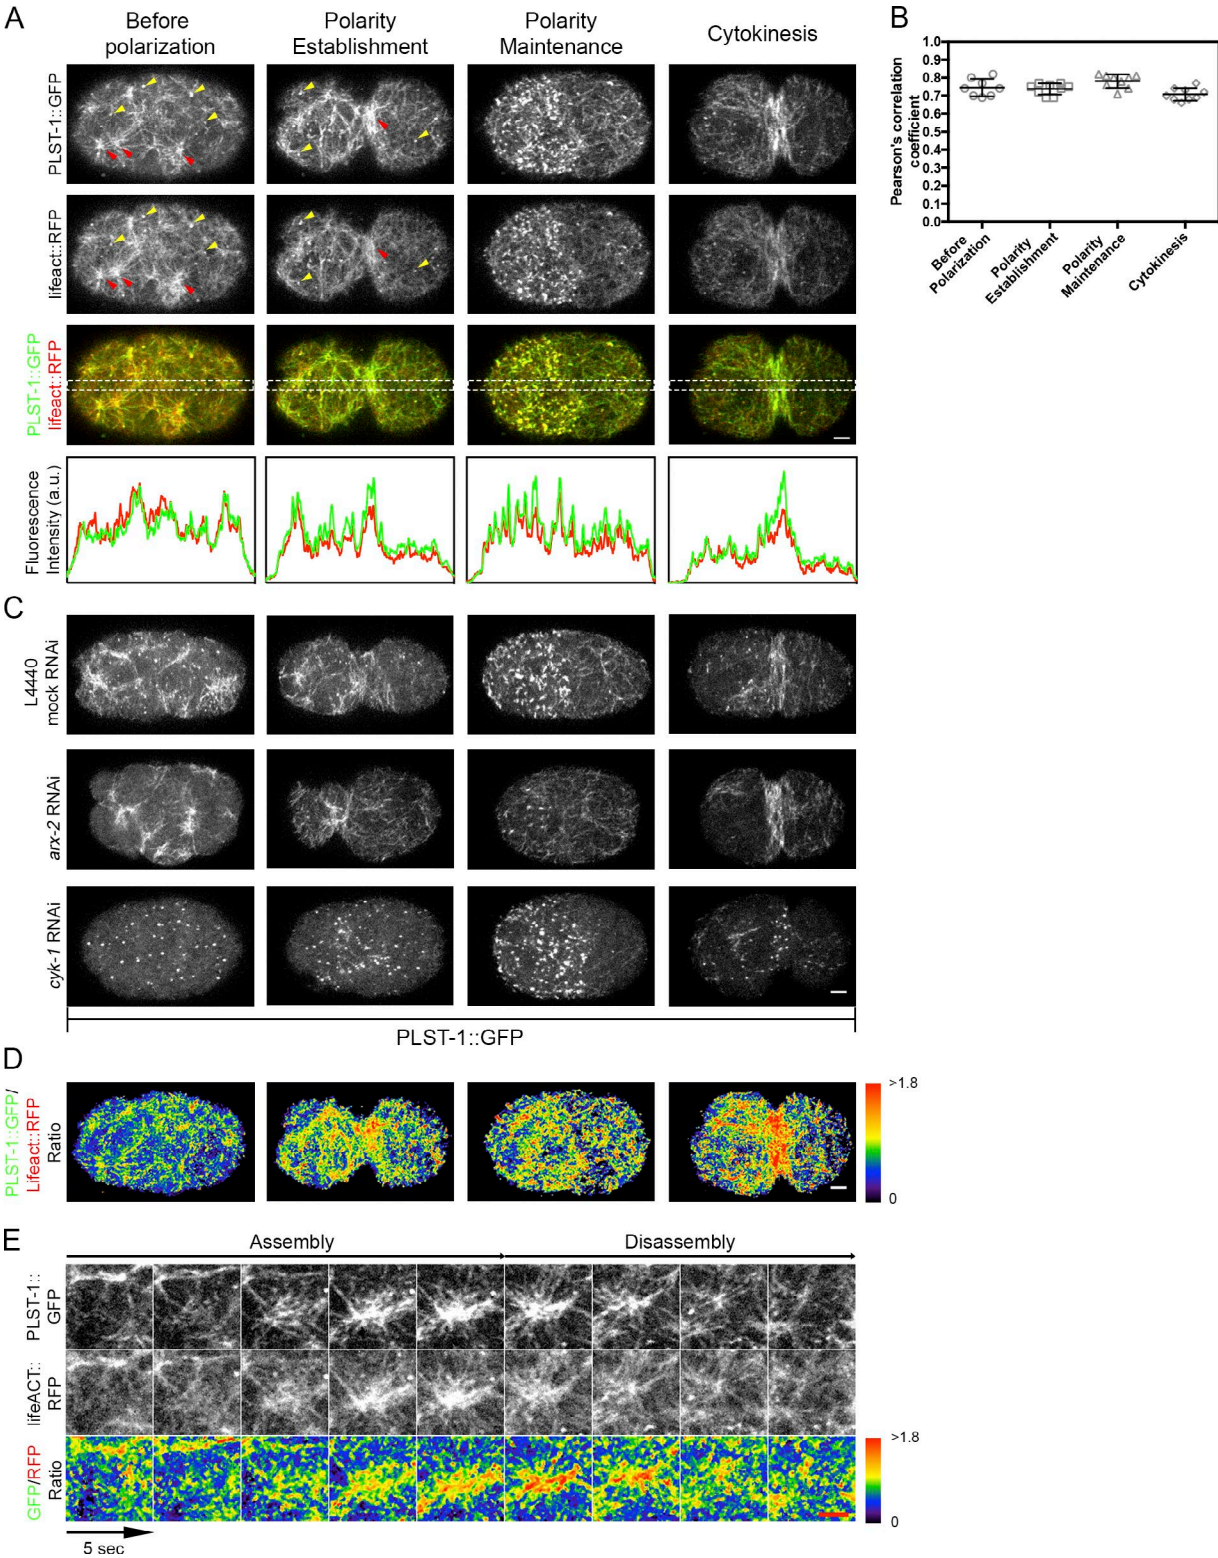 A
Before
polarization
Polarity
Establishment
Polarity
Maintenance
Cytokinesis
PLST-1::GFP
lifeact::RFP
PLST-1::GFP
lifeact::RFP
Fluorescence
Intensity (a.u.)
B
Pearson's correlation
coefficient
1.0
0.9
0.8
0.7
0.6
0.5
0.4
0.3
0.2
0.1
0.0
Before
Polarization
Polarity
Establishment
Polarity
Maintenance
Cytokinesis
C
L4440
mock RNAi
arx-2 RNAi
cyk-1 RNAi
PLST-1::GFP
D
PLST-1::GFP/
Lifeact::RFP
Ratio
>1.8
0
E
Assembly
Disassembly
PLST-1::
GFP
lifeACT::
RFP
GFP/RFP
Ratio
>1.8
0
5 sec